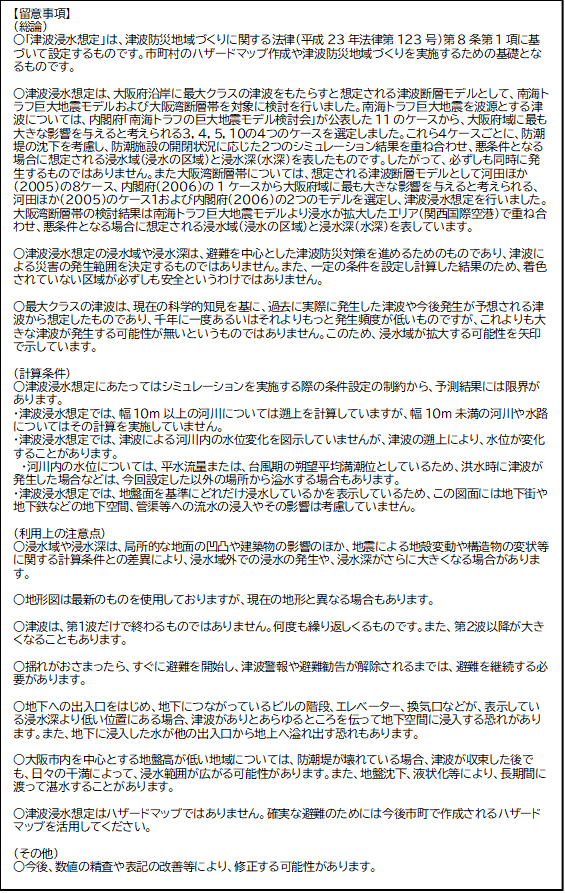 【留意事項】
(総論)
○「津波浸水想定」は、津波防災地域づくりに関する法律(平成 23 年法律第 123 号)第 8 条第 1 項に基
づいて設定するものです。市町村のハザードマップ作成や津波防災地域づくりを実施するための基礎とな
るものです。
○津波浸水想定は、大阪府沿岸に最大クラスの津波をもたらすと想定される津波断層モデルとして、南海ト
ラフ巨大地震モデルおよび大阪湾断層帯を対象に検討を行いました。南海トラフ巨大地震を波源とする津
波については、内閣府「南海トラフの巨大地震モデル検討会」が公表した 11 のケースから、大阪府域に最も
大きな影響を与えると考えられる3, 4, 5, 10の4つのケースを選定しました。これら4ケースごとに、防潮
堤の沈下を考慮し、防潮施設の開閉状況に応じた2つのシミュレーション結果を重ね合わせ、悪条件となる
場合に想定される浸水域(浸水の区域)と浸水深(水深)を表したものです。したがって、必ずしも同時に発
生するものではありません。また大阪湾断層帯については、想定される津波断層モデルとして河田ほか
(2005)の8ケース、内閣府(2006)の 1 ケースから大阪府域に最も大きな影響を与えると考えられる、
河田ほか(2005)のケース1および内閣府(2006)の2つのモデルを選定し、津波浸水想定を行いました。
大阪湾断層帯の検討結果は南海トラフ巨大地震モデルより浸水が拡大したエリア(関西国際空港)で重ね合
わせ、悪条件となる場合に想定される浸水域(浸水の区域)と浸水深(水深)を表しています。
○津波浸水想定の浸水域や浸水深は、避難を中心とした津波防災対策を進めるためのものであり、津波に
よる災害の発生範囲を決定するものではありません。また、一定の条件を設定し計算した結果のため、着色
されていない区域が必ずしも安全というわけではありません。
○最大クラスの津波は、現在の科学的知見を基に、過去に実際に発生した津波や今後発生が予想される津
波から想定したものであり、千年に一度あるいはそれよりもっと発生頻度が低いものですが、これよりも大
きな津波が発生する可能性が無いというものではありません。このため、浸水域が拡大する可能性を矢印
で示しています。
(計算条件)
○津波浸水想定にあたってはシミュレーションを実施する際の条件設定の制約から、予測結果には限界が
あります。
・津波浸水想定では、幅 10m 以上の河川については遡上を計算していますが、幅 10m 未満の河川や水路
についてはその計算を実施していません。
・津波浸水想定では、津波による河川内の水位変化を図示していませんが、津波の遡上により、水位が変化
することがあります。
・河川内の水位については、平水流量または、台風期の朔望平均満潮位としているため、洪水時に津波が
発生した場合などは、今回設定した以外の場所から溢水する場合もあります。
・津波浸水想定では、地盤面を基準にどれだけ浸水しているかを表示しているため、この図面には地下街や
地下鉄などの地下空間、管渠等への流水の浸入やその影響は考慮していません。
(利用上の注意点)
○浸水域や浸水深は、局所的な地面の凹凸や建築物の影響のほか、地震による地殻変動や構造物の変状等
に関する計算条件との差異により、浸水域外での浸水の発生や、浸水深がさらに大きくなる場合がありま
す。
○地形図は最新のものを使用しておりますが、現在の地形と異なる場合もあります。
○津波は、第1波だけで終わるものではありません。何度も繰り返しくるものです。また、第2波以降が大き
くなることもあります。
○揺れがおさまったら、すぐに避難を開始し、津波警報や避難勧告が解除されるまでは、避難を継続する必
要があります。
○地下への出入口をはじめ、地下につながっているビルの階段、エレベーター、換気口などが、表示してい
る浸水深より低い位置にある場合、津波がありとあらゆるところを伝って地下空間に浸入する恐れがあり
ます。また、地下に浸入した水が他の出入口から地上へ溢れ出す恐れもあります。
○大阪市内を中心とする地盤高が低い地域については、防潮堤が壊れている場合、津波が収束した後で
も、日々の干満によって、浸水範囲が広がる可能性があります。また、地盤沈下、液状化等により、長期間に
渡って湛水することがあります。
○津波浸水想定はハザードマップではありません。確実な避難のためには今後市町で作成されるハザード
マップを活用してください。
(その他)
○今後、数値の精査や表記の改善等により、修正する可能性があります。